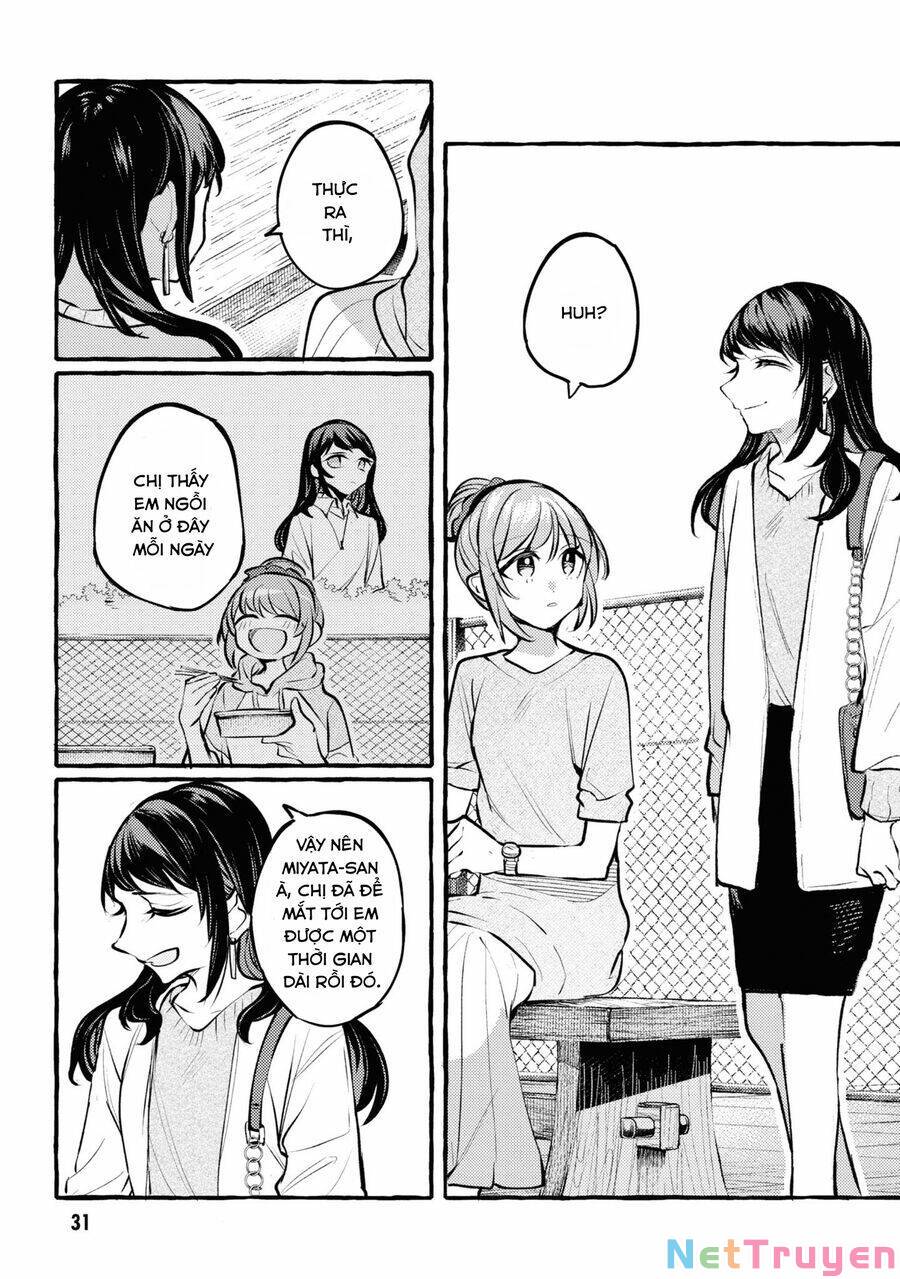 HUH?
THỰC
RA
THÌ,
CHỊ THẤY
EM NGỒI
ĂN Ở ĐÂY
MỖI NGÀY
VẬY NÊN
MIYATA-SAN
À, CHỊ ĐÃ ĐỂ
MẮT TỚI EM
ĐƯỢC MỘT
THỜI GIAN
DÀI RỒI ĐÓ.
31
NetTruyen